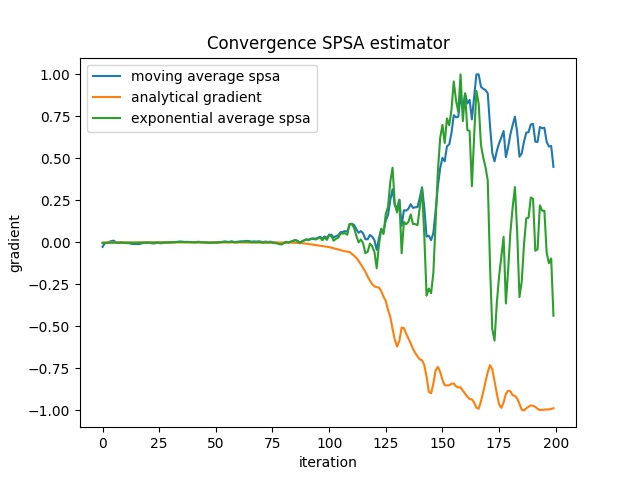 Convergence SPSA estimator
moving average spsa
analytical gradient
exponential average spsa
gradient
1.00
0.75
0.50
0.25
0.00
−0.25
−0.50
−0.75
−1.00
0 25 50 75 100 125 150 175 200
iteration